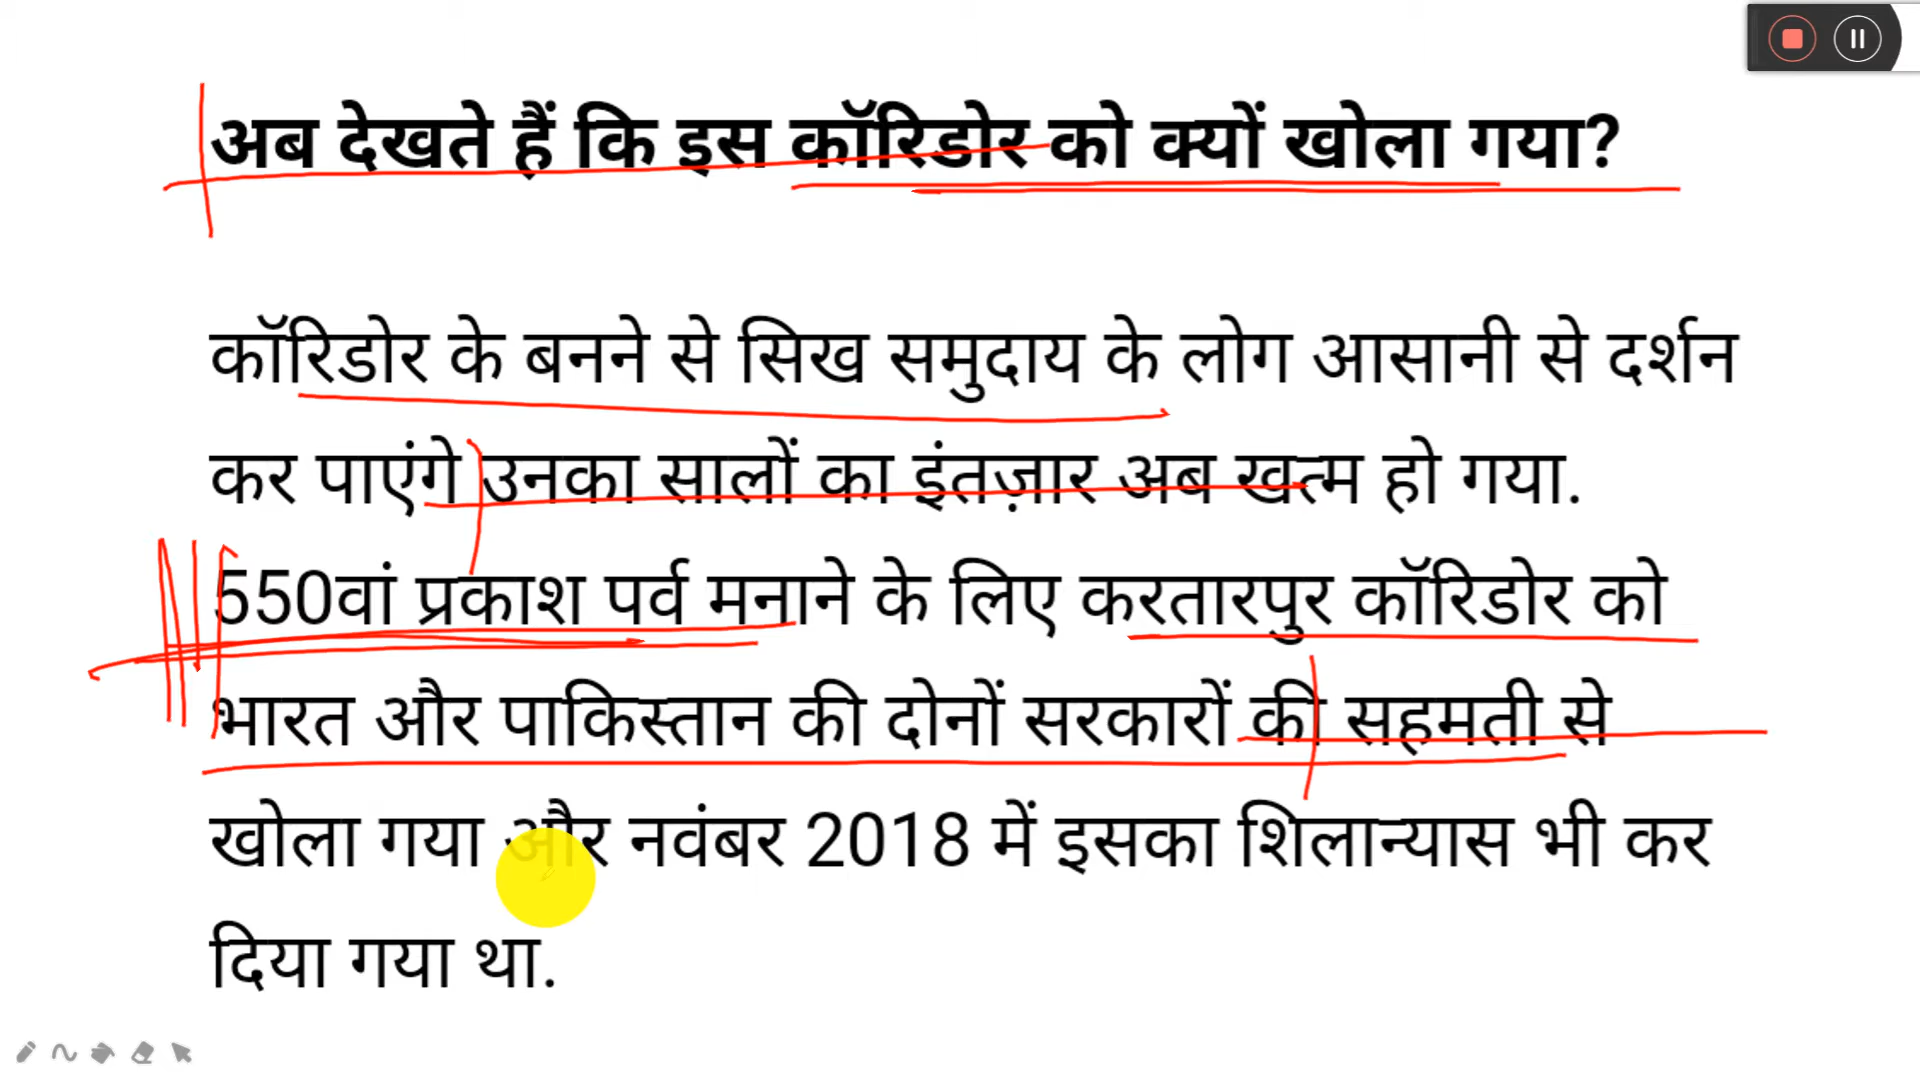 अब देखते हैं कि इस कॉरिडोर को क्यों खोला गया?
कॉरिडोर के बनने से सिख समुदाय के लोग आसानी से दर्शन
कर पाएंगे उनका सालों का इंतज़ार अब खत्म हो गया.
550वां प्रकाश पर्व मनाने के लिए करतारपुर कॉरिडोर को
भारत और पाकिस्तान की दोनों सरकारों की सहमती से
खोला गया और नवंबर 2018 में इसका शिलान्यास भी कर
दिया गया था.